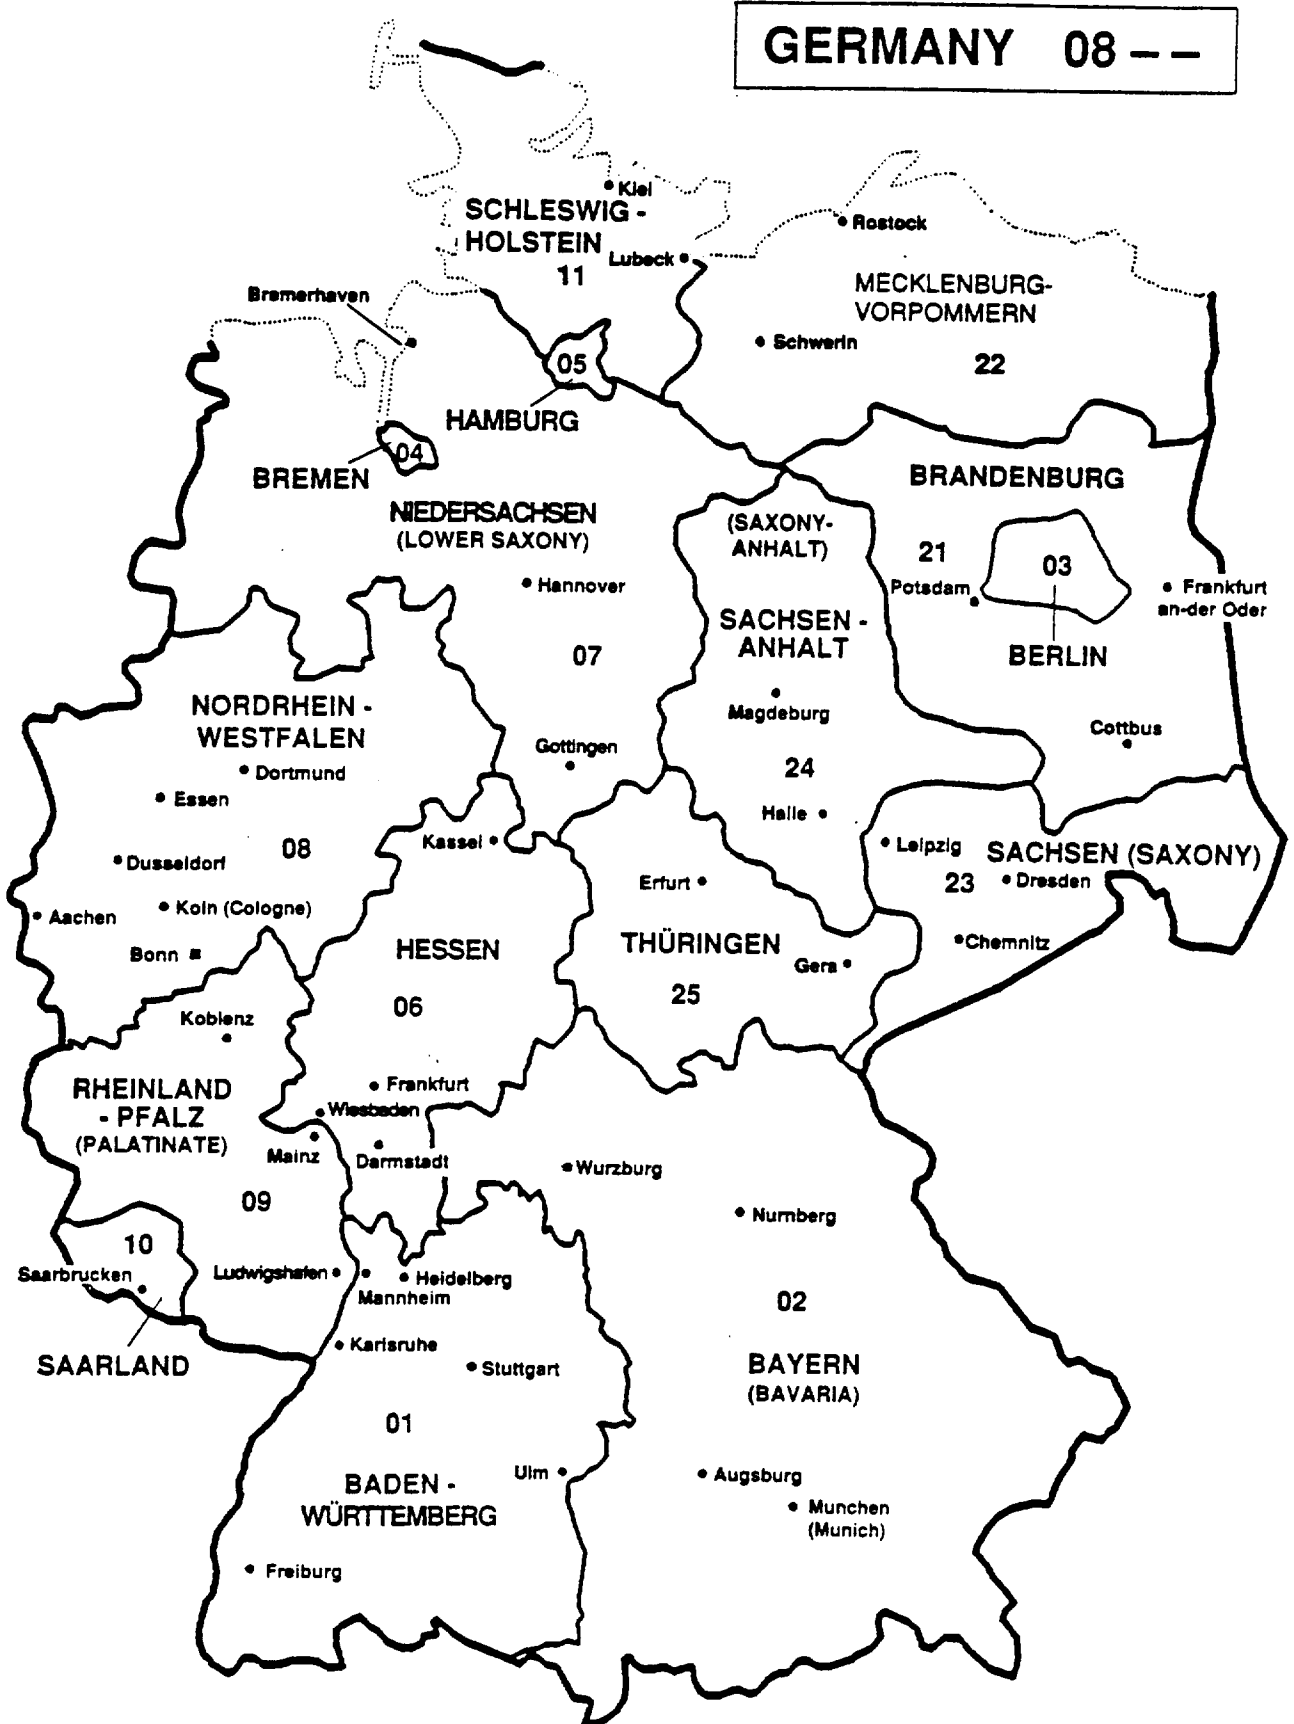 GERMANY 08 – –
Kiel
SCHLESWIG -
HOLSTEIN
11
Lubeck
Rostock
MECKLENBURG-
VORPOMMERN
Schwerin
22
Bremerhaven
05
HAMBURG
04
BREMEN
NIEDERSACHSEN
(LOWER SAXONY)
Hannover
07
Gottingen
(SAXONY-
ANHALT)
SACHSEN -
ANHALT
Magdeburg
24
Halle
BRANDENBURG
21
03
Potsdam
BERLIN
Frankfurt
an-der Oder
Cottbus
NORDRHEIN -
WESTFALEN
Dortmund
Essen
08
Dusseldorf
Aachen
Koln (Cologne)
Bonn
Kassel
HESSEN
06
Frankfurt
Wiesbaden
Darmstadt
Erfurt
THÜRINGEN
25
Gera
Leipzig
SACHSEN (SAXONY)
23
Dresden
Chemnitz
Koblenz
RHEINLAND
- PFALZ
(PALATINATE)
Mainz
09
10
Saarbrucken
SAARLAND
Ludwigshafen
Mannheim
Heidelberg
Karlsruhe
Stuttgart
01
BADEN -
WÜRTTEMBERG
Ulm
Freiburg
Wurzburg
Nurnberg
02
BAYERN
(BAVARIA)
Augsburg
Munchen
(Munich)